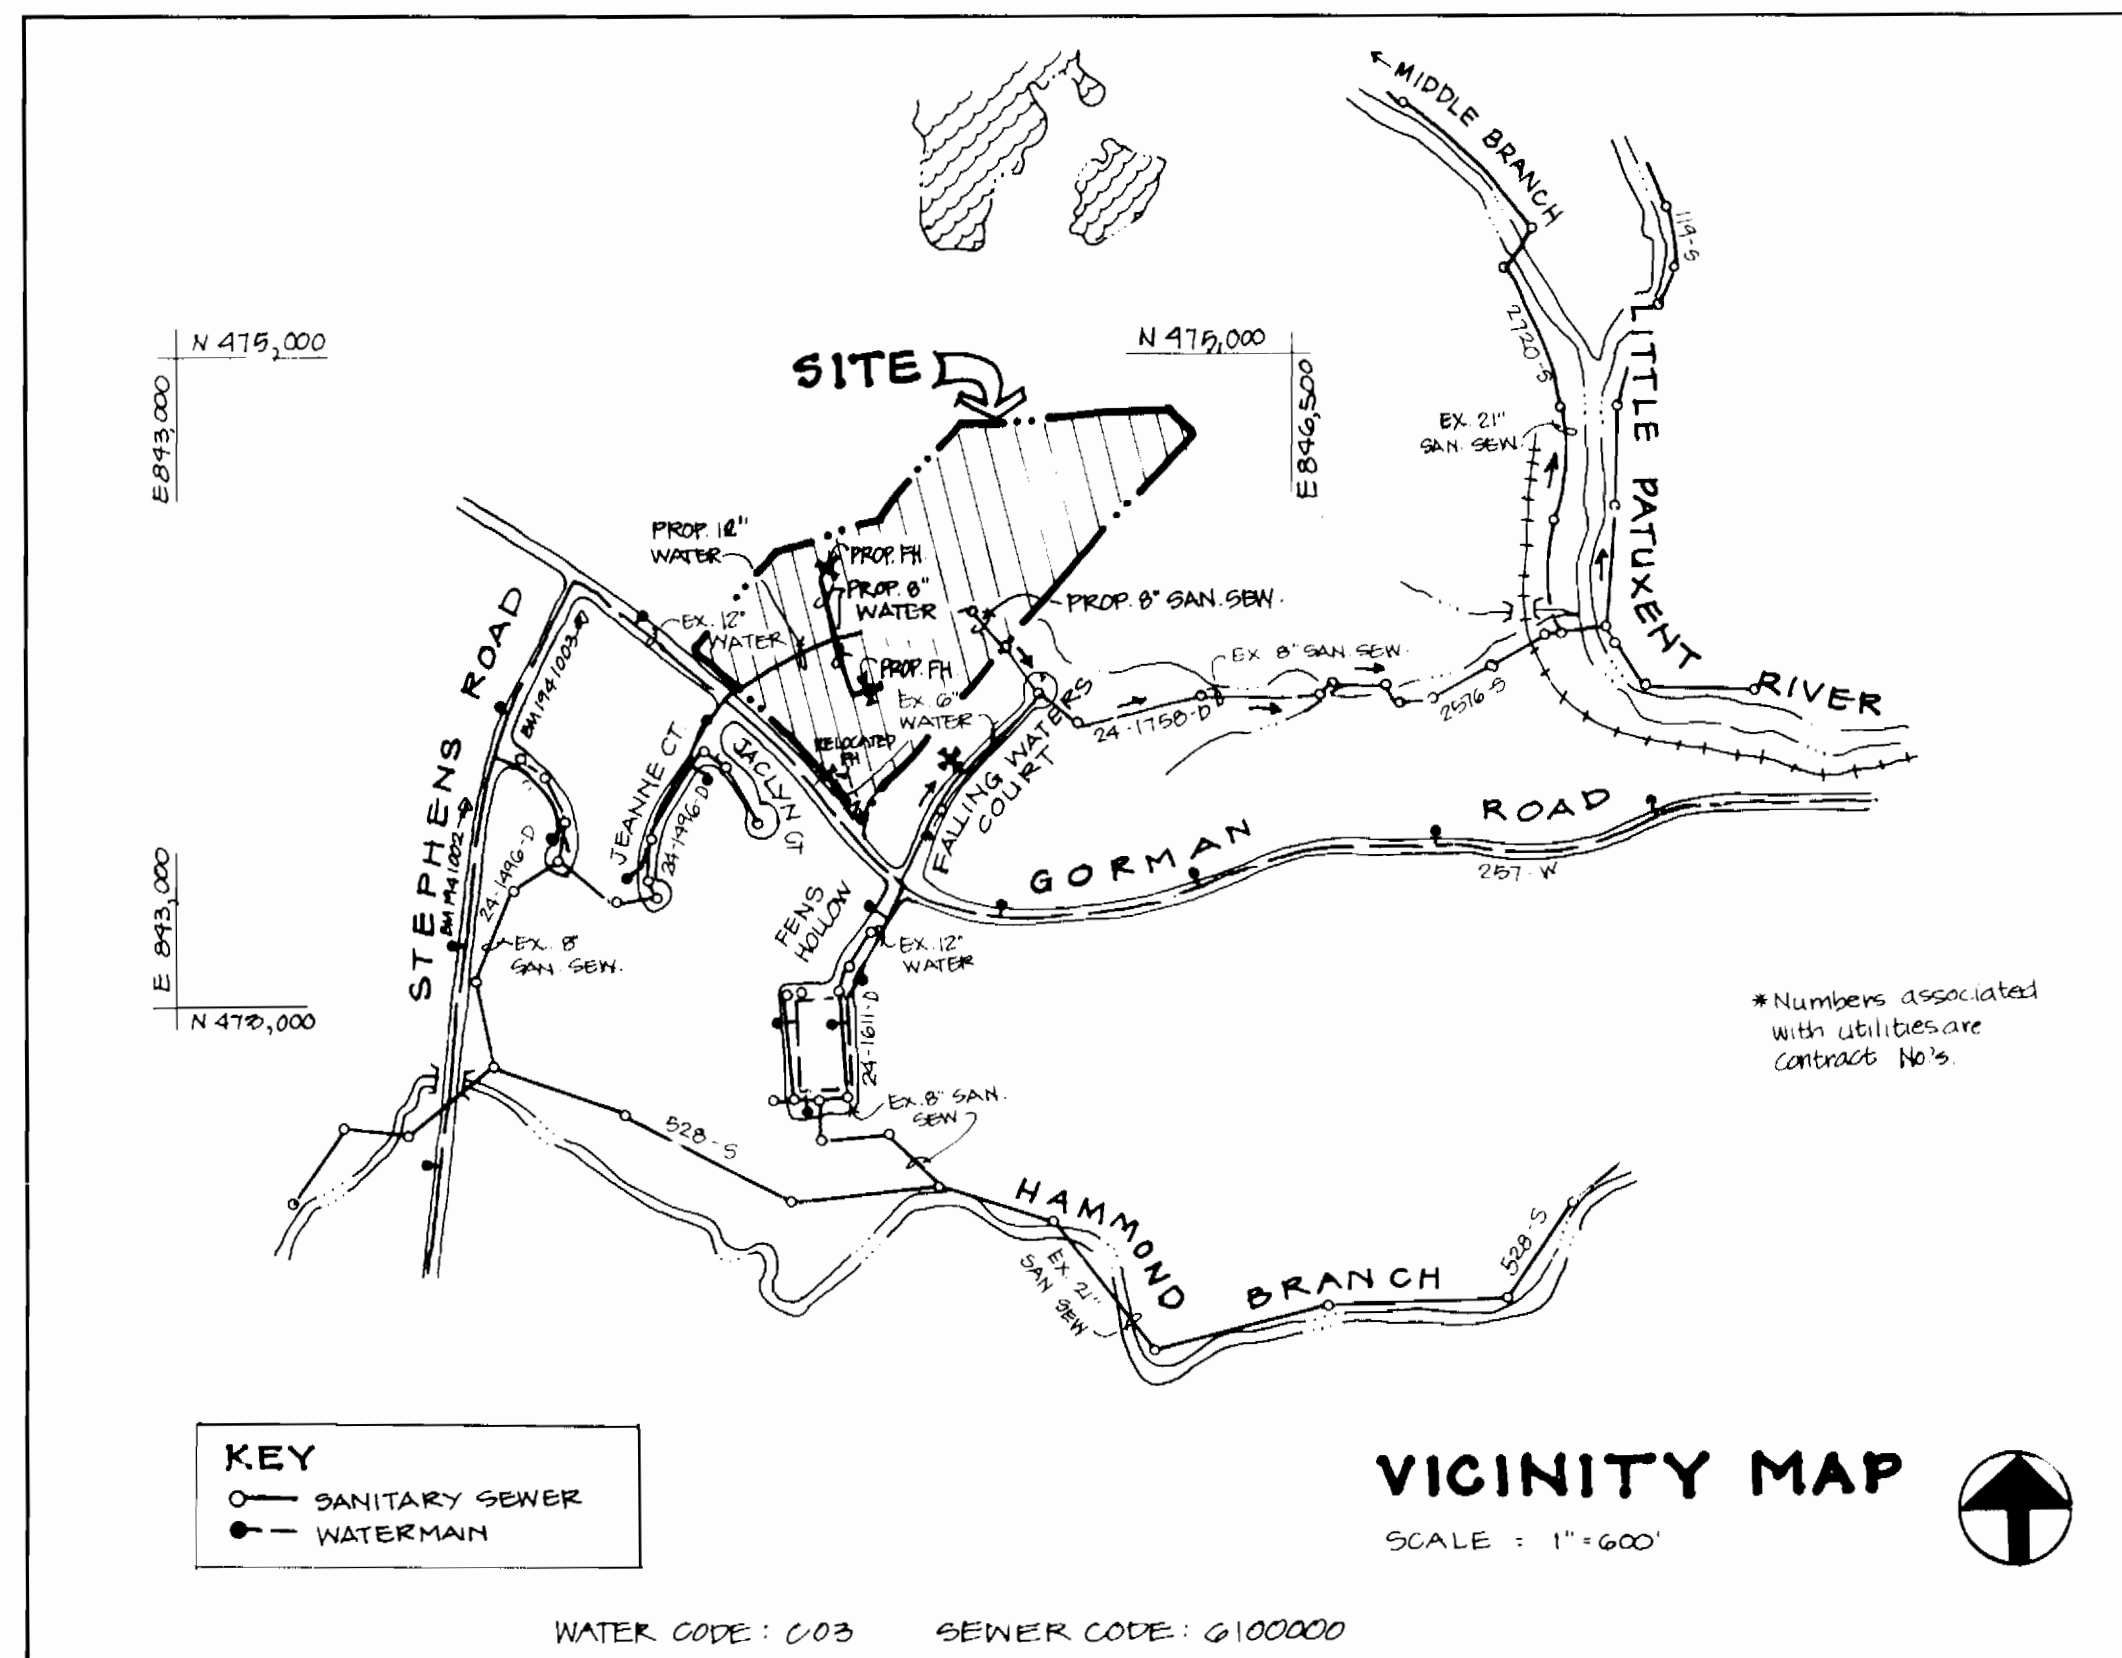 MIDDLE BRANCH
119-S
N 475,000
E 843,000
N 475,000
E 846,500
SITE
2720-S
EX. 21"
SAN. SEW.
LITTLE PATUXENT
RIVER
PROP. 12"
WATER
PROP. FH
PROP. 8"
WATER
PROP. 8" SAN. SEW.
EX. 12"
WATER
PROP. FH
EX. 6"
WATER
EX 8" SAN. SEW.
24-1758-D
2576-S
STEPHENS ROAD
BM1941003
BM1941002
JEANNE CT.
JACLYN CT
RELOCATED
FH
24-1496-D
24-1496-D
FALLING WATERS
COURT
GORMAN ROAD
257-W
FENS
HOLLOW
EX. 8"
SAN. SEW.
EX. 12"
WATER
E 843,000
N 473,000
24-1611-D
EX. 8" SAN.
SEW
528-S
*Numbers associated
with utilities are
contract No.'s.
HAMMOND
BRANCH
EX. 21"
SAN SEW
528-S
KEY
SANITARY SEWER
WATERMAIN
VICINITY MAP
SCALE : 1"=600'
WATER CODE: C03 SEWER CODE: 6100000